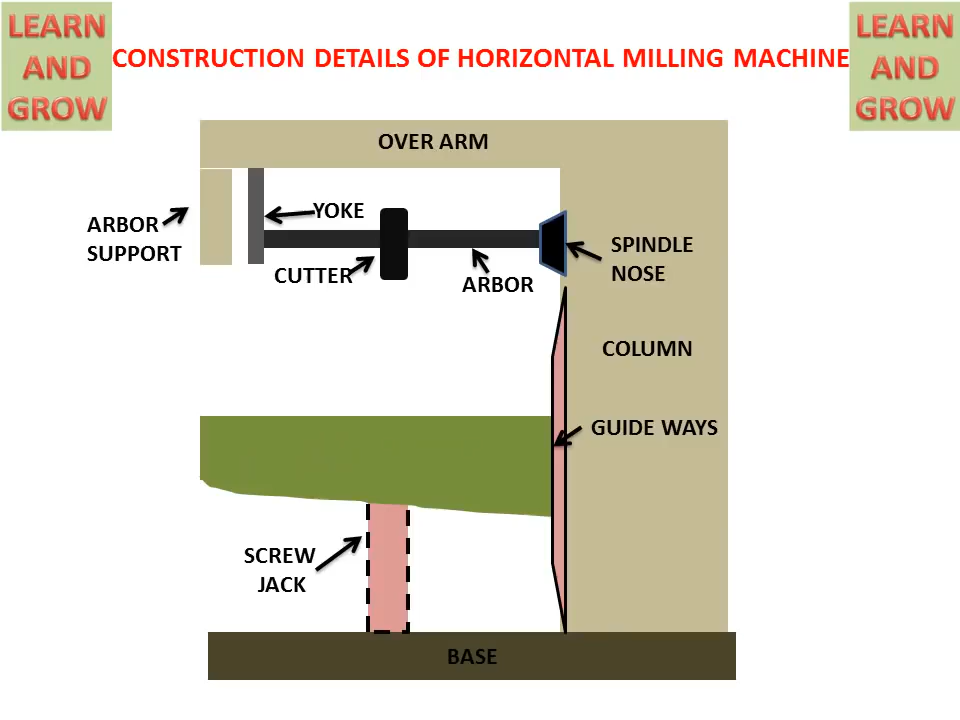 LEARN
AND
GROW
CONSTRUCTION DETAILS OF HORIZONTAL MILLING MACHINE
LEARN
AND
GROW
OVER ARM
ARBOR
SUPPORT
YOKE
CUTTER
ARBOR
SPINDLE
NOSE
COLUMN
GUIDE WAYS
SCREW
JACK
BASE